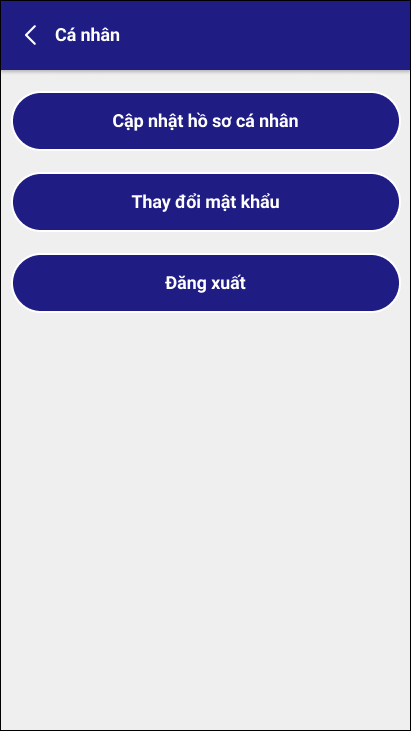 Cá nhân
Cập nhật hồ sơ cá nhân
Thay đổi mật khẩu
Đăng xuất